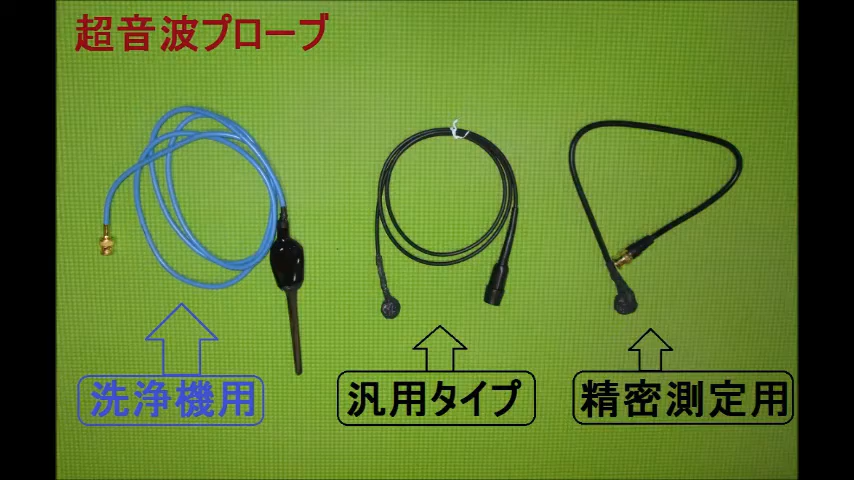 超音波プローブ
洗浄機用
汎用タイプ
精密測定用